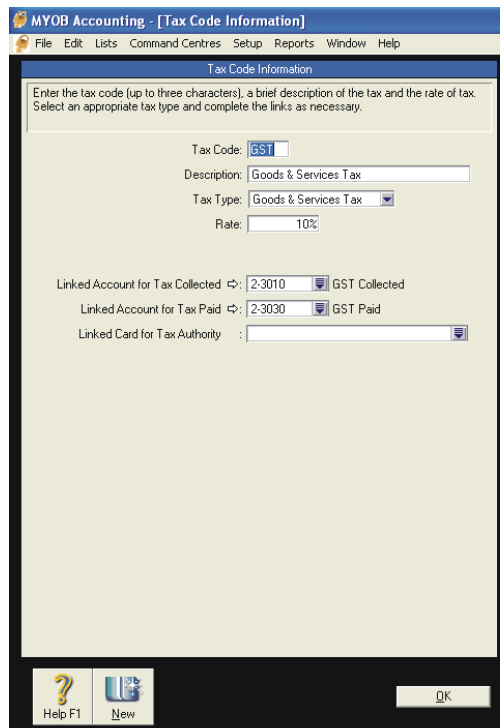 MYOB Accounting - [Tax Code Information]
File Edit Lists Command Centres Setup Reports Window Help
Tax Code Information
Enter the tax code (up to three characters), a brief description of the tax and the rate of tax.
Select an appropriate tax type and complete the links as necessary.
Tax Code: GST
Description: Goods & Services Tax
Tax Type: Goods & Services Tax
Rate: 10%
Linked Account for Tax Collected ⇨: 2-3010 GST Collected
Linked Account for Tax Paid ⇨: 2-3030 GST Paid
Linked Card for Tax Authority :
Help F1 New OK